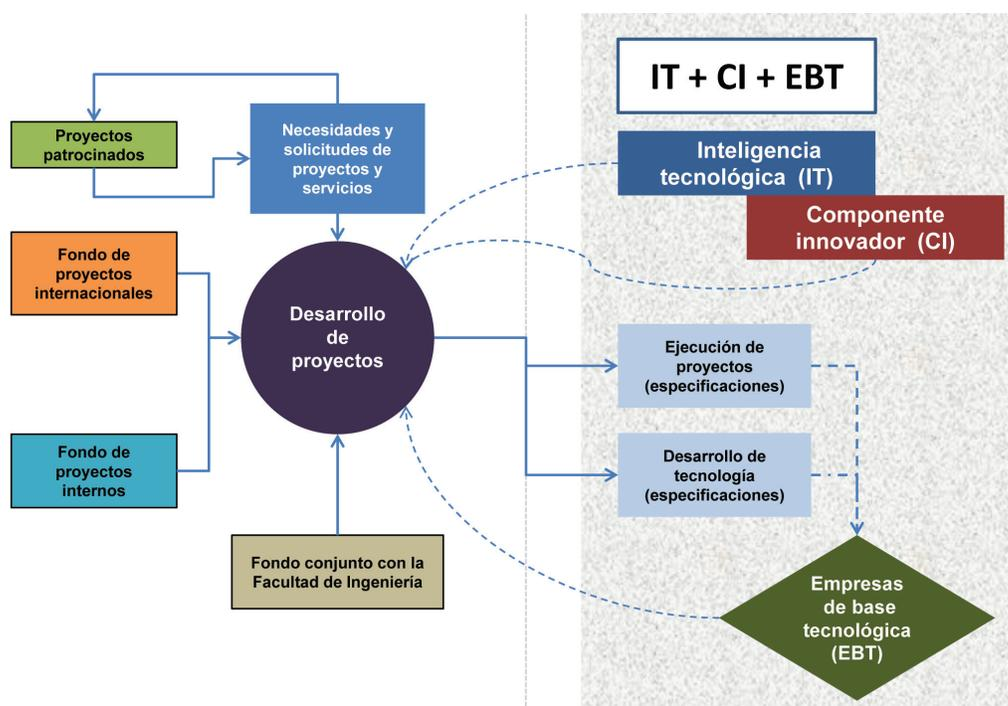 IT + CI + EBT
Proyectos
patrocinados
Necesidades y
solicitudes de
proyectos y
servicios
Inteligencia
tecnológica (IT)
Componente
innovador (CI)
Fondo de
proyectos
internacionales
Desarrollo
de
proyectos
Ejecución de
proyectos
(especificaciones)
Fondo de
proyectos
internos
Desarrollo de
tecnología
(especificaciones)
Fondo conjunto con la
Facultad de Ingeniería
Empresas
de base
tecnológica
(EBT)